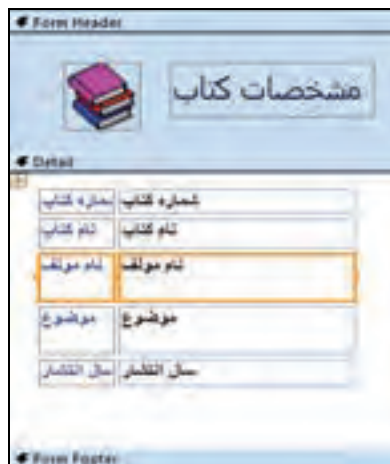 Form Header
مشخصات کتاب
Detail
شماره کتاب شماره کتاب
نام کتاب نام کتاب
نام مولف نام مولف
موضوع موضوع
سال انتشار سال انتشار
Form Footer